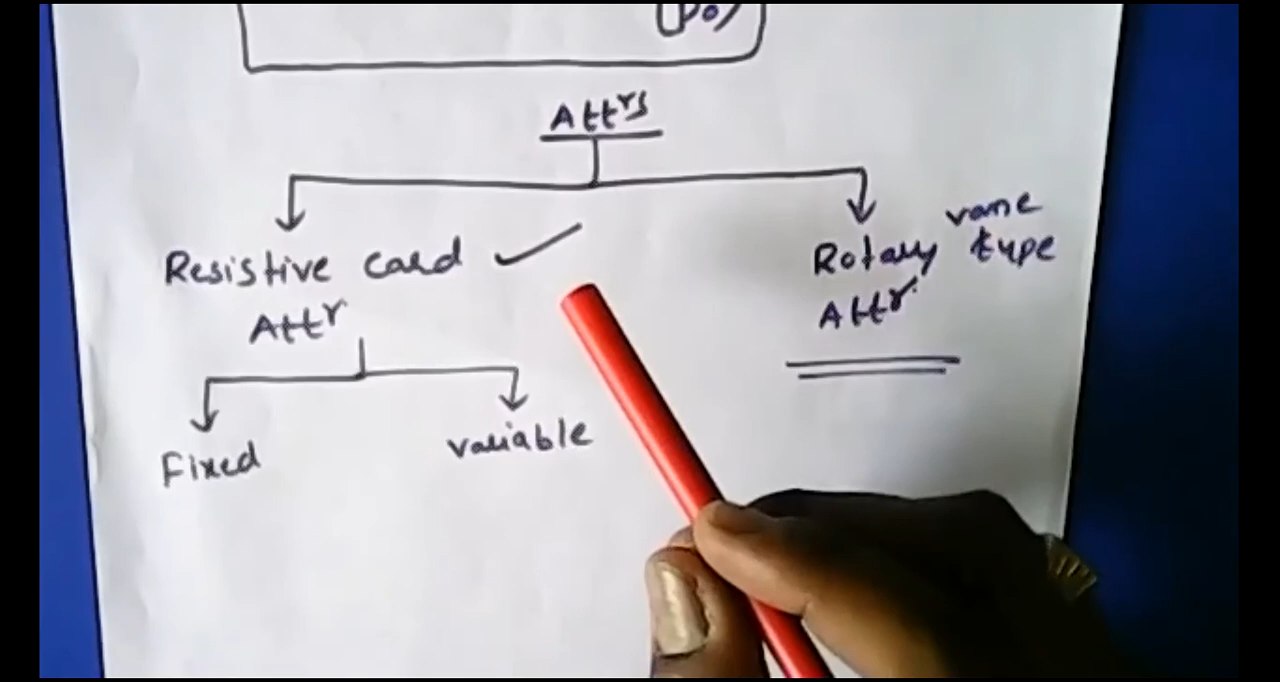 Attrs
Resistive card
Attr
Rotary vane type
Attr.
Fixed
variable